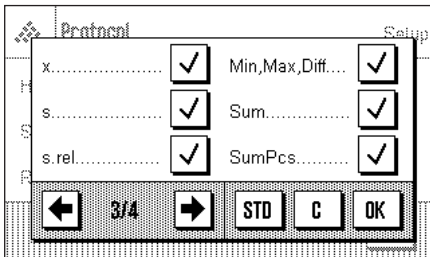 Protocol Setup
x................... ✓ Min,Max,Diff.... ✓
s................... ✓ Sum............... ✓
s.rel............... ✓ SumPcs.......... ✓
3/4 STD C OK